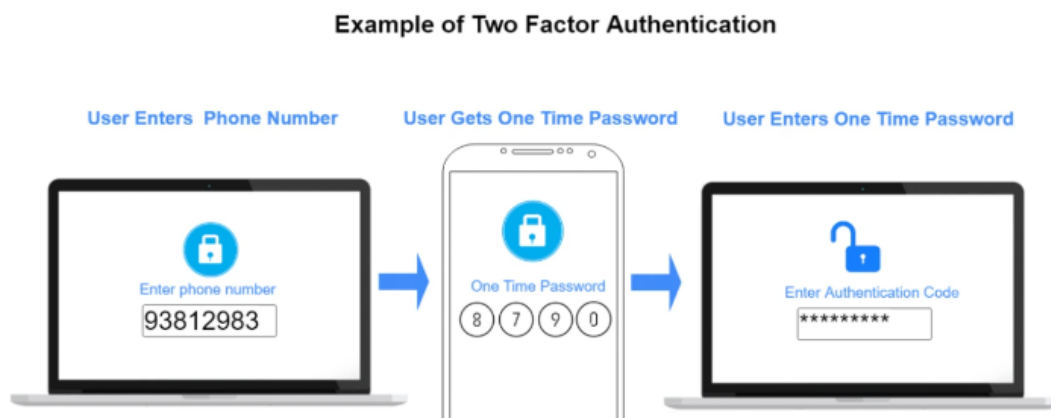 Example of Two Factor Authentication
User Enters Phone Number
User Gets One Time Password
User Enters One Time Password
Enter phone number
93812983
One Time Password
8 7 9 0
Enter Authentication Code
*********